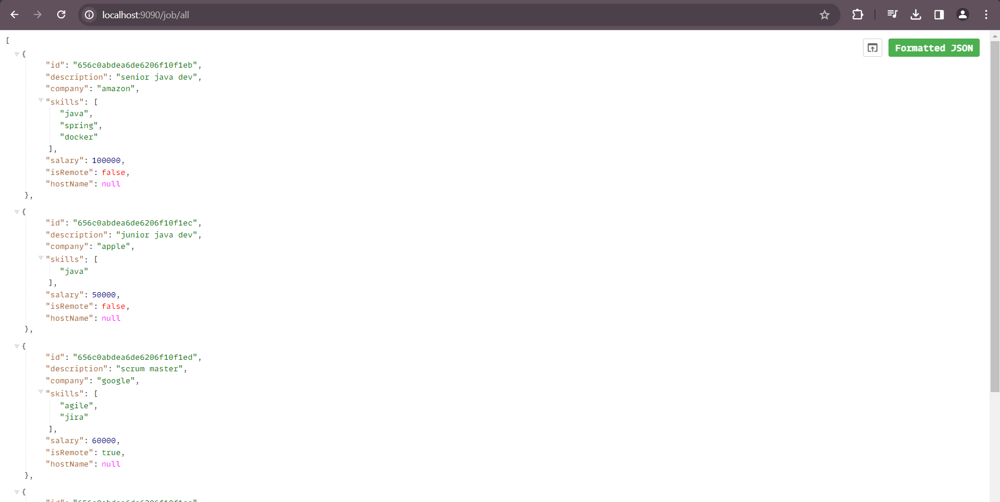 localhost:9090/job/all
Formatted JSON
[
{
"id": "656c0abdea6de6206f10f1eb",
"description": "senior java dev",
"company": "amazon",
"skills": [
"java",
"spring",
"docker"
],
"salary": 100000,
"isRemote": false,
"hostName": null
},
{
"id": "656c0abdea6de6206f10f1ec",
"description": "junior java dev",
"company": "apple",
"skills": [
"java"
],
"salary": 50000,
"isRemote": false,
"hostName": null
},
{
"id": "656c0abdea6de6206f10f1ed",
"description": "scrum master",
"company": "google",
"skills": [
"agile",
"jira"
],
"salary": 60000,
"isRemote": true,
"hostName": null
},
{